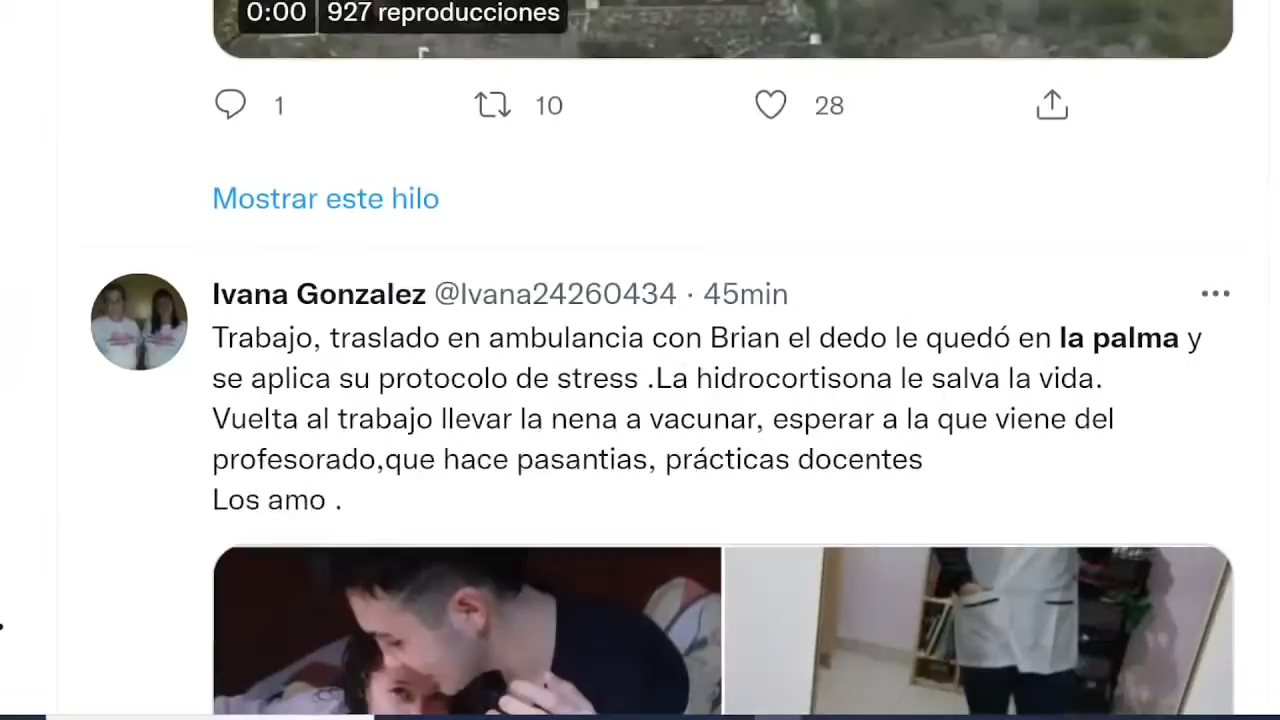 0:00 927 reproducciones
1 10 28
Mostrar este hilo
Ivana Gonzalez @Ivana24260434 · 45min
Trabajo, traslado en ambulancia con Brian el dedo le quedó en la palma y
se aplica su protocolo de stress .La hidrocortisona le salva la vida.
Vuelta al trabajo llevar la nena a vacunar, esperar a la que viene del
profesorado,que hace pasantias, prácticas docentes
Los amo .